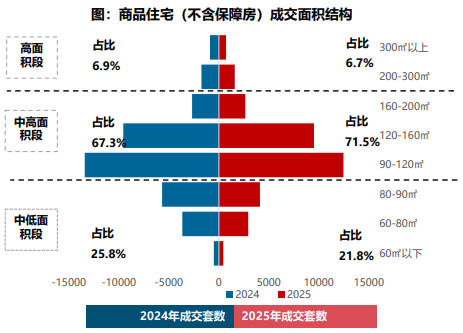 图：商品住宅（不含保障房）成交面积结构
高面
积段
占比
6.9%
占比
6.7%
300㎡以上
200-300㎡
中高面
积段
占比
67.3%
占比
71.5%
160-200㎡
120-160㎡
90-120㎡
中低面
积段
占比
25.8%
占比
21.8%
80-90㎡
60-80㎡
60㎡以下
-15000 -10000 -5000 0 5000 10000 15000
2024 2025
2024年成交套数 2025年成交套数